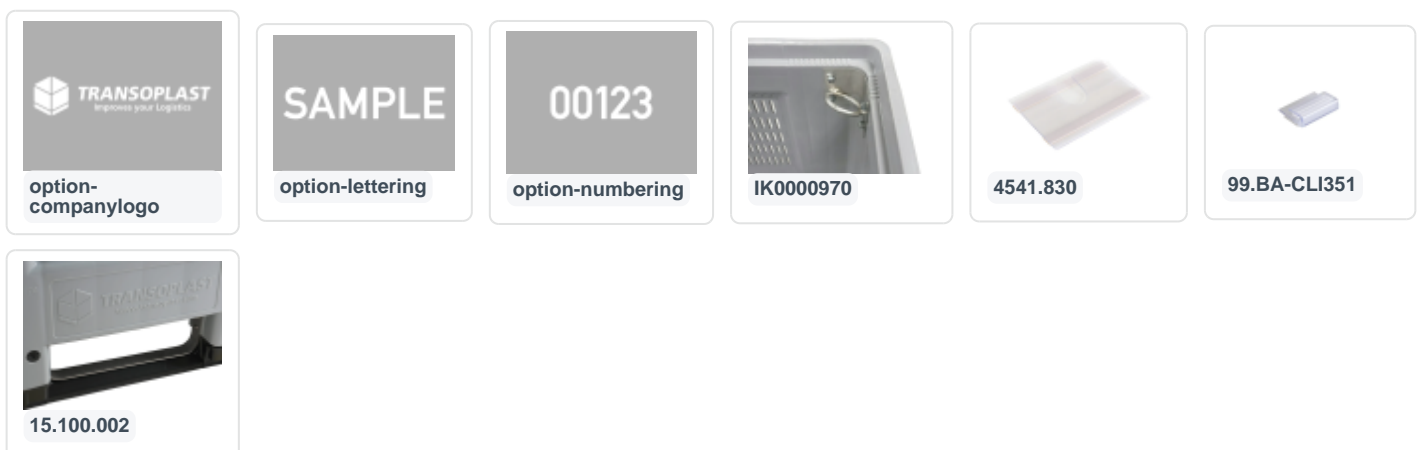 TRANSOPLAST
Improves your Logistics
option-
companylogo
SAMPLE
option-lettering
00123
option-numbering
IK0000970
4541.830
99.BA-CLI351
TRANSOPLAST
15.100.002